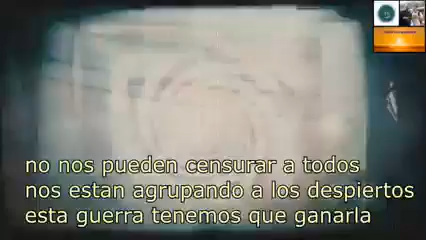 no nos pueden censurar a todos
nos estan agrupando a los despiertos
esta guerra tenemos que ganarla